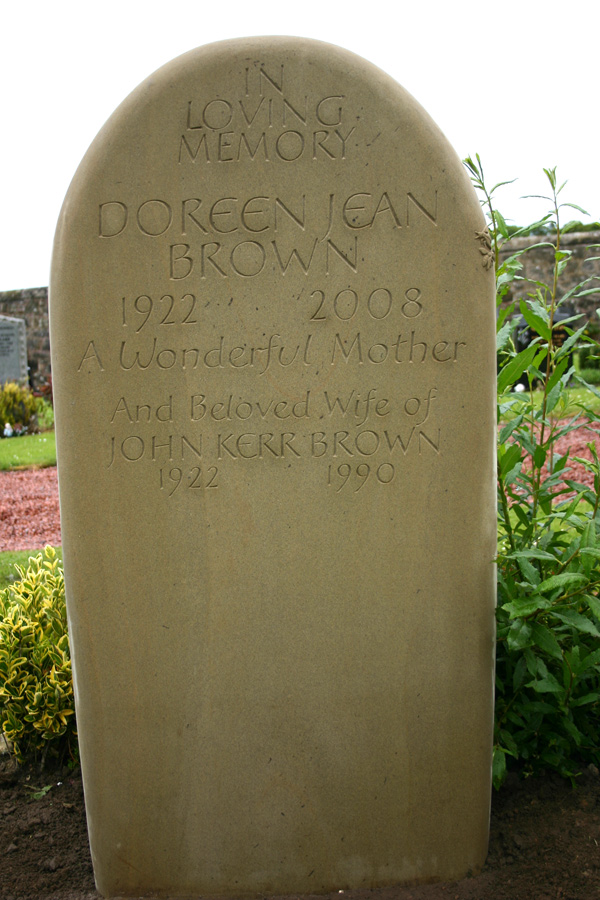 IN
LOVING
MEMORY
DOREEN JEAN
BROWN
1922 2008
A Wonderful Mother
And Beloved Wife of
JOHN KERR BROWN
1922 1990